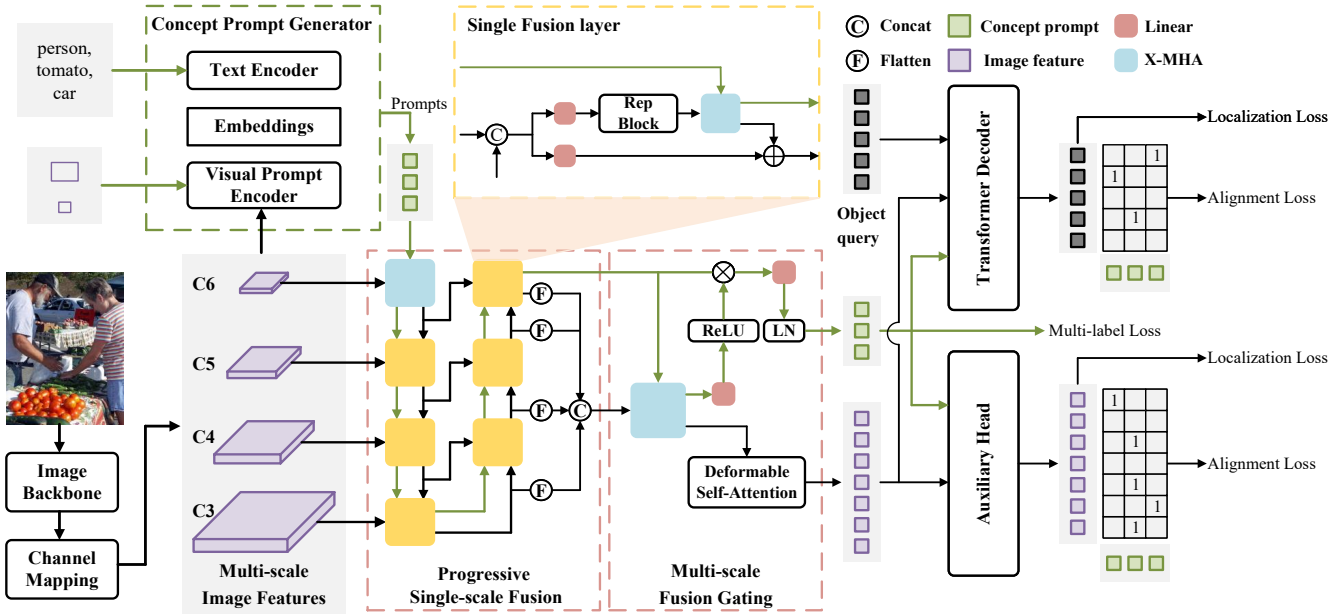 Concept Prompt Generator
person,
tomato,
car
Text Encoder
Embeddings
Visual Prompt
Encoder
Prompts
Single Fusion layer
C
Rep
Block
C Concat
F Flatten
Concept prompt
Image feature
Linear
X-MHA
Object
query
Transformer Decoder
Localization Loss
1
1
Alignment Loss
1
Multi-label Loss
C6
C5
C4
C3
Multi-scale
Image Features
Image
Backbone
Channel
Mapping
F
F
F
C
F
Progressive
Single-scale Fusion
ReLU
LN
Deformable
Self-Attention
Multi-scale
Fusion Gating
Auxiliary Head
Localization Loss
1
1
Alignment Loss
1
1
1